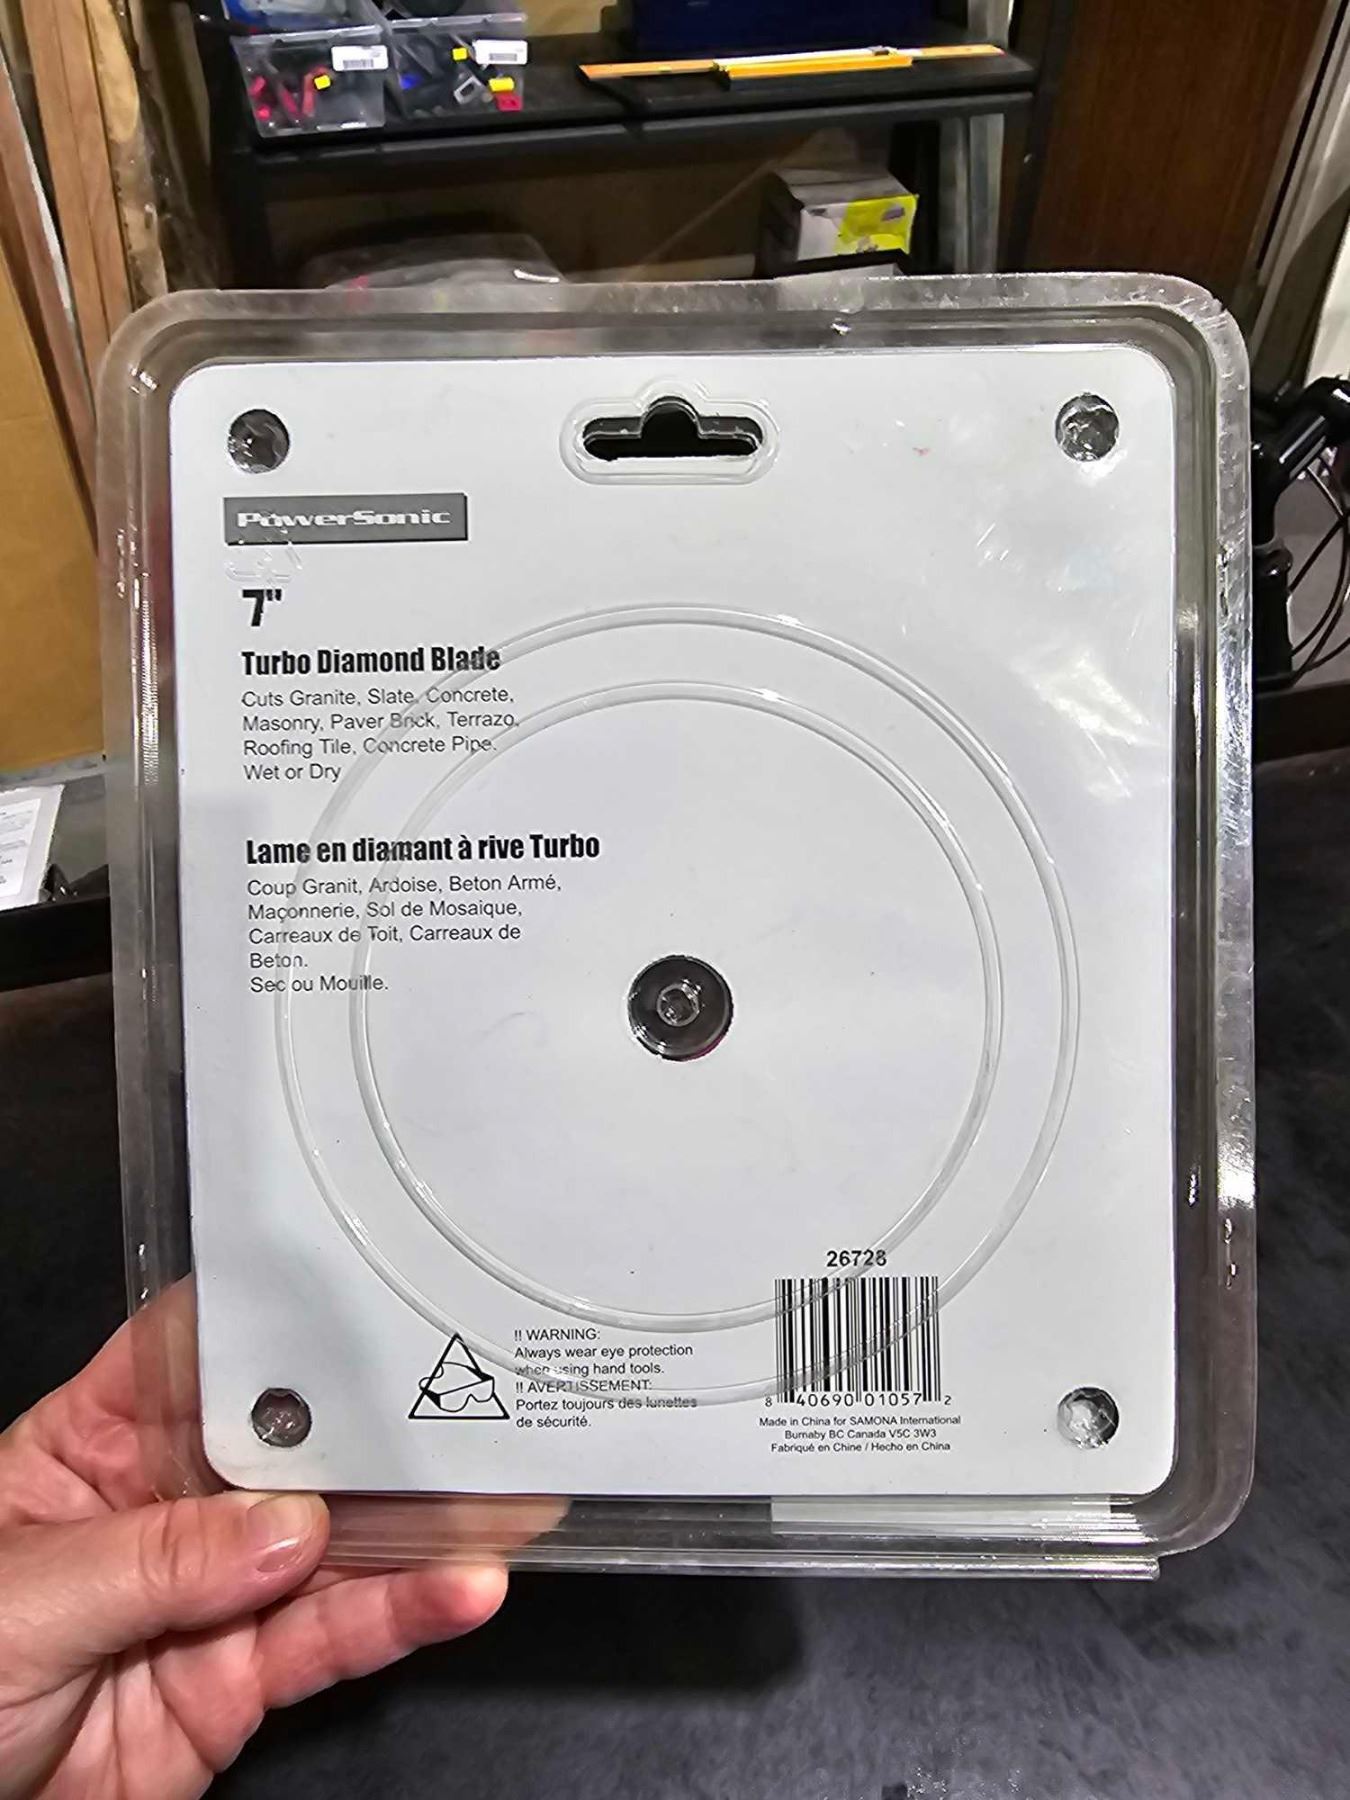 PowerSonic
7"
Turbo Diamond Blade
Cuts Granite, Slate, Concrete,
Masonry, Paver Brick, Terrazo,
Roofing Tile, Concrete Pipe.
Wet or Dry
Lame en diamant à rive Turbo
Coup Granit, Ardoise, Beton Armé,
Maçonnerie, Sol de Mosaique,
Carreaux de Toit, Carreaux de
Beton.
Sec ou Mouille.
!! WARNING:
Always wear eye protection
when using hand tools.
!! AVERTISSEMENT:
Portez toujours des lunettes
de sécurité.
26728
8 40690 01057 2
Made in China for SAMONA International
Burnaby BC Canada V5C 3W3
Fabriqué en Chine / Hecho en China